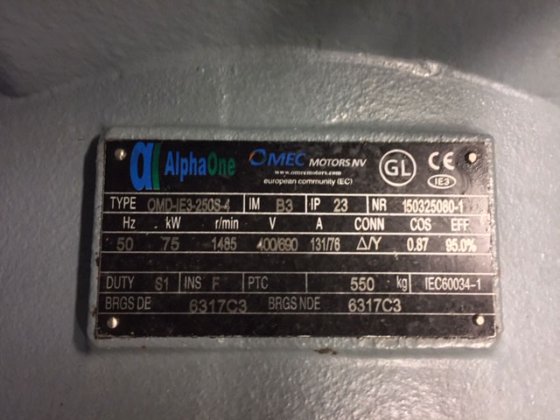 AlphaOne OMEC MOTORS NV GL CE
www.omecmotors.com
european community (EC) IE3
TYPE OMD-IE3-250S-4 IM B3 IP 23 NR 150325060-1
Hz kW r/min V A CONN COS EFF
50 75 1485 400/690 131/76 Δ/Y 0.87 95.0%
DUTY S1 INS F PTC 550 kg IEC60034-1
BRGS DE 6317C3 BRGS NDE 6317C3